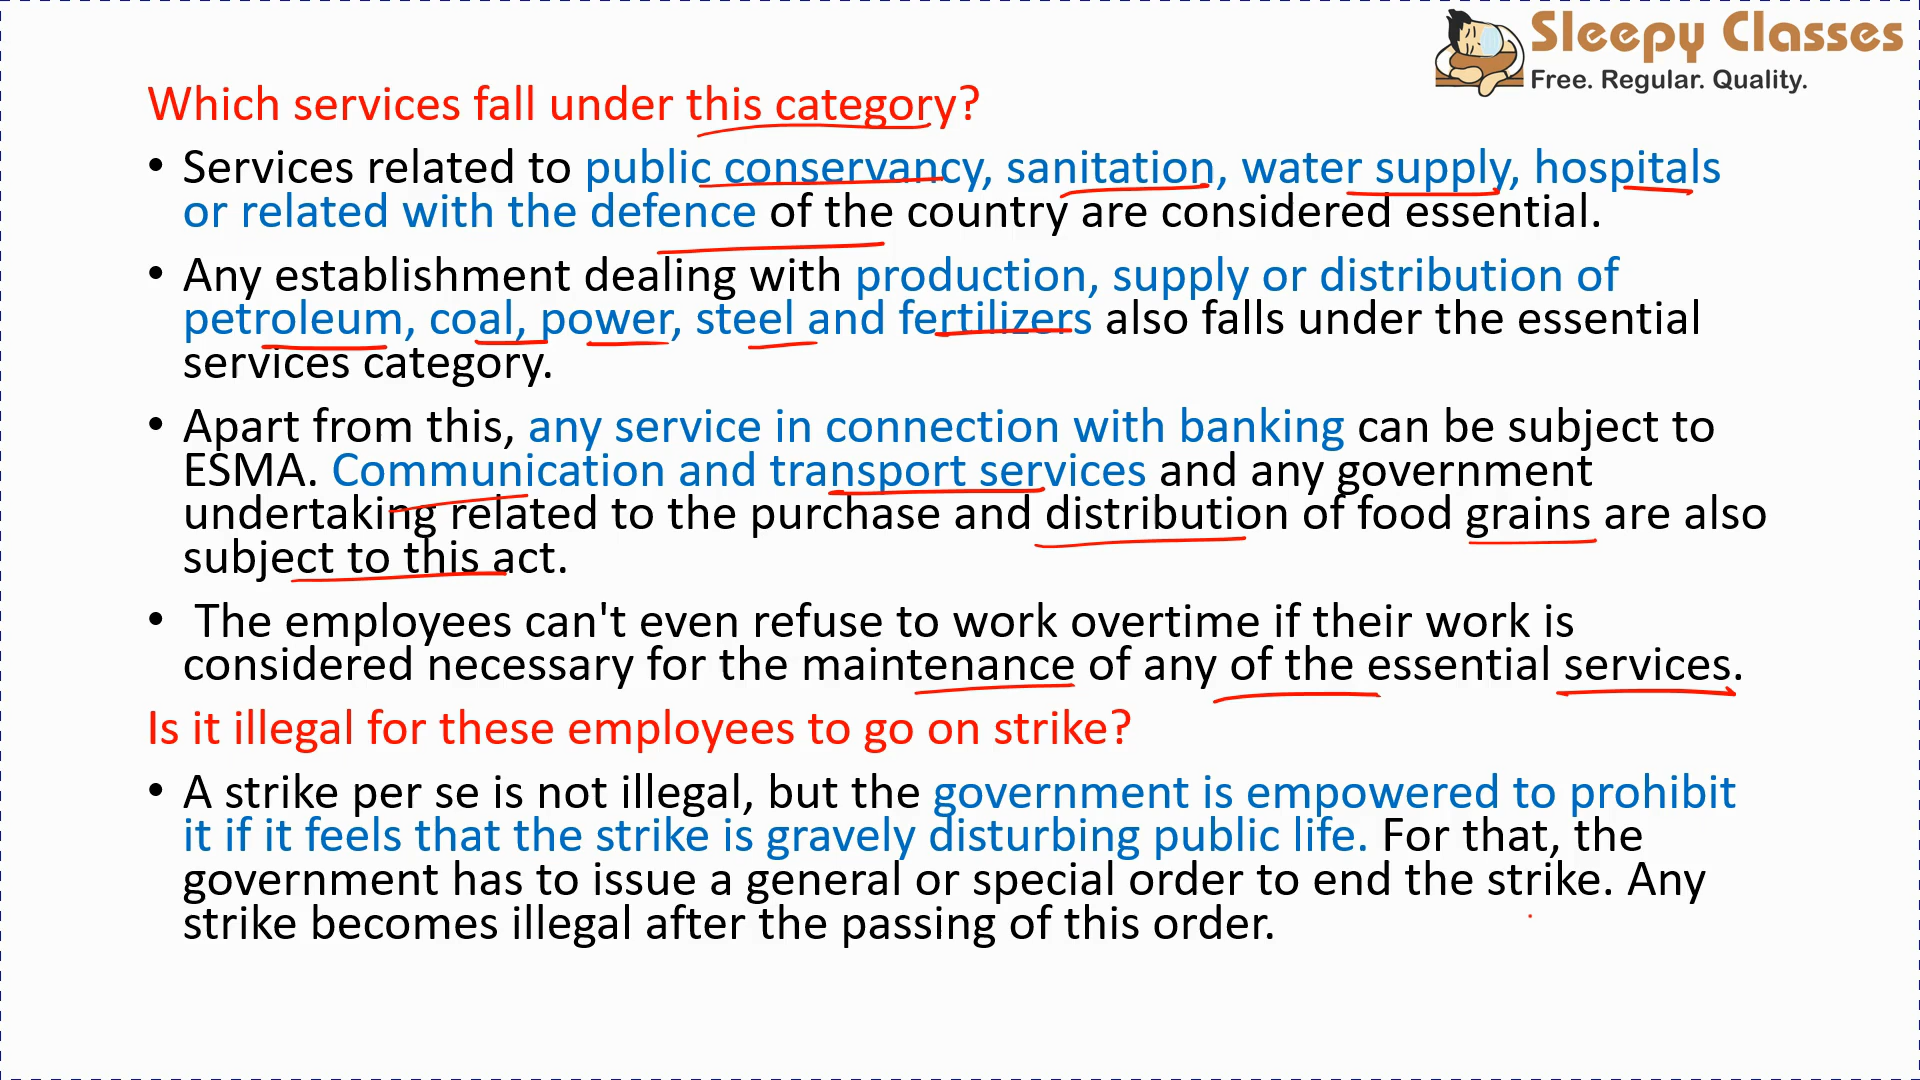 Sleepy Classes
Free. Regular. Quality.
Which services fall under this category?
• Services related to public conservancy, sanitation, water supply, hospitals
or related with the defence of the country are considered essential.
• Any establishment dealing with production, supply or distribution of
petroleum, coal, power, steel and fertilizers also falls under the essential
services category.
• Apart from this, any service in connection with banking can be subject to
ESMA. Communication and transport services and any government
undertaking related to the purchase and distribution of food grains are also
subject to this act.
• The employees can't even refuse to work overtime if their work is
considered necessary for the maintenance of any of the essential services.
Is it illegal for these employees to go on strike?
• A strike per se is not illegal, but the government is empowered to prohibit
it if it feels that the strike is gravely disturbing public life. For that, the
government has to issue a general or special order to end the strike. Any
strike becomes illegal after the passing of this order.